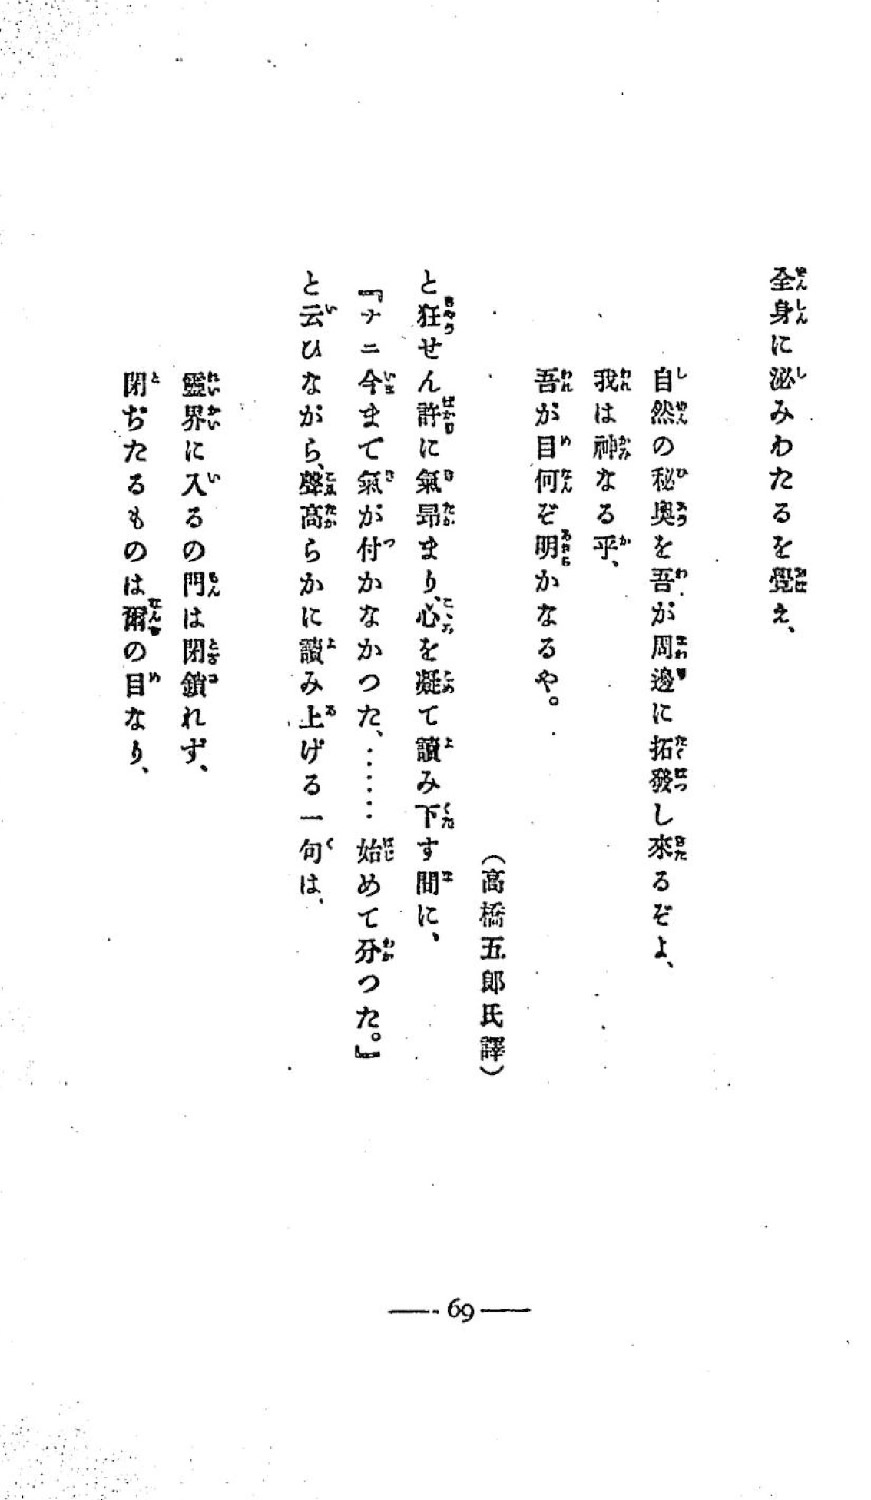 全身に泌みわたるを覺え、
自然の秘奥を吾が周邊に拓發し來るぞよ、
我は神なる乎、
吾が目何ぞ明かなるや。
（高橋五郎氏譯）
と狂せん許に氣昂まり、心を凝て讀み下す間に、
『ナニ今まで氣が付かなかつた、……始めて分つた。』
と云ひながら、聲高らかに讀み上げる一句は、
靈界に入るの門は閉鎖れず、
閉ぢたるものは爾の目なり、
— 69 —